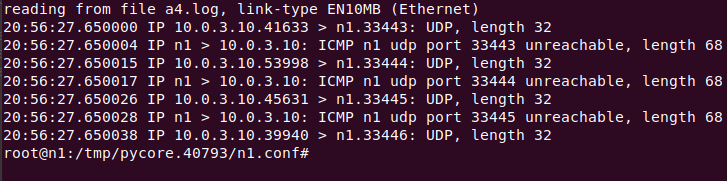 reading from file a4.log, link-type EN10MB (Ethernet)
20:56:27.650000 IP 10.0.3.10.41633 > n1.33443: UDP, length 32
20:56:27.650004 IP n1 > 10.0.3.10: ICMP n1 udp port 33443 unreachable, length 68
20:56:27.650015 IP 10.0.3.10.53998 > n1.33444: UDP, length 32
20:56:27.650017 IP n1 > 10.0.3.10: ICMP n1 udp port 33444 unreachable, length 68
20:56:27.650026 IP 10.0.3.10.45631 > n1.33445: UDP, length 32
20:56:27.650028 IP n1 > 10.0.3.10: ICMP n1 udp port 33445 unreachable, length 68
20:56:27.650038 IP 10.0.3.10.39940 > n1.33446: UDP, length 32
root@n1:/tmp/pycore.40793/n1.conf#